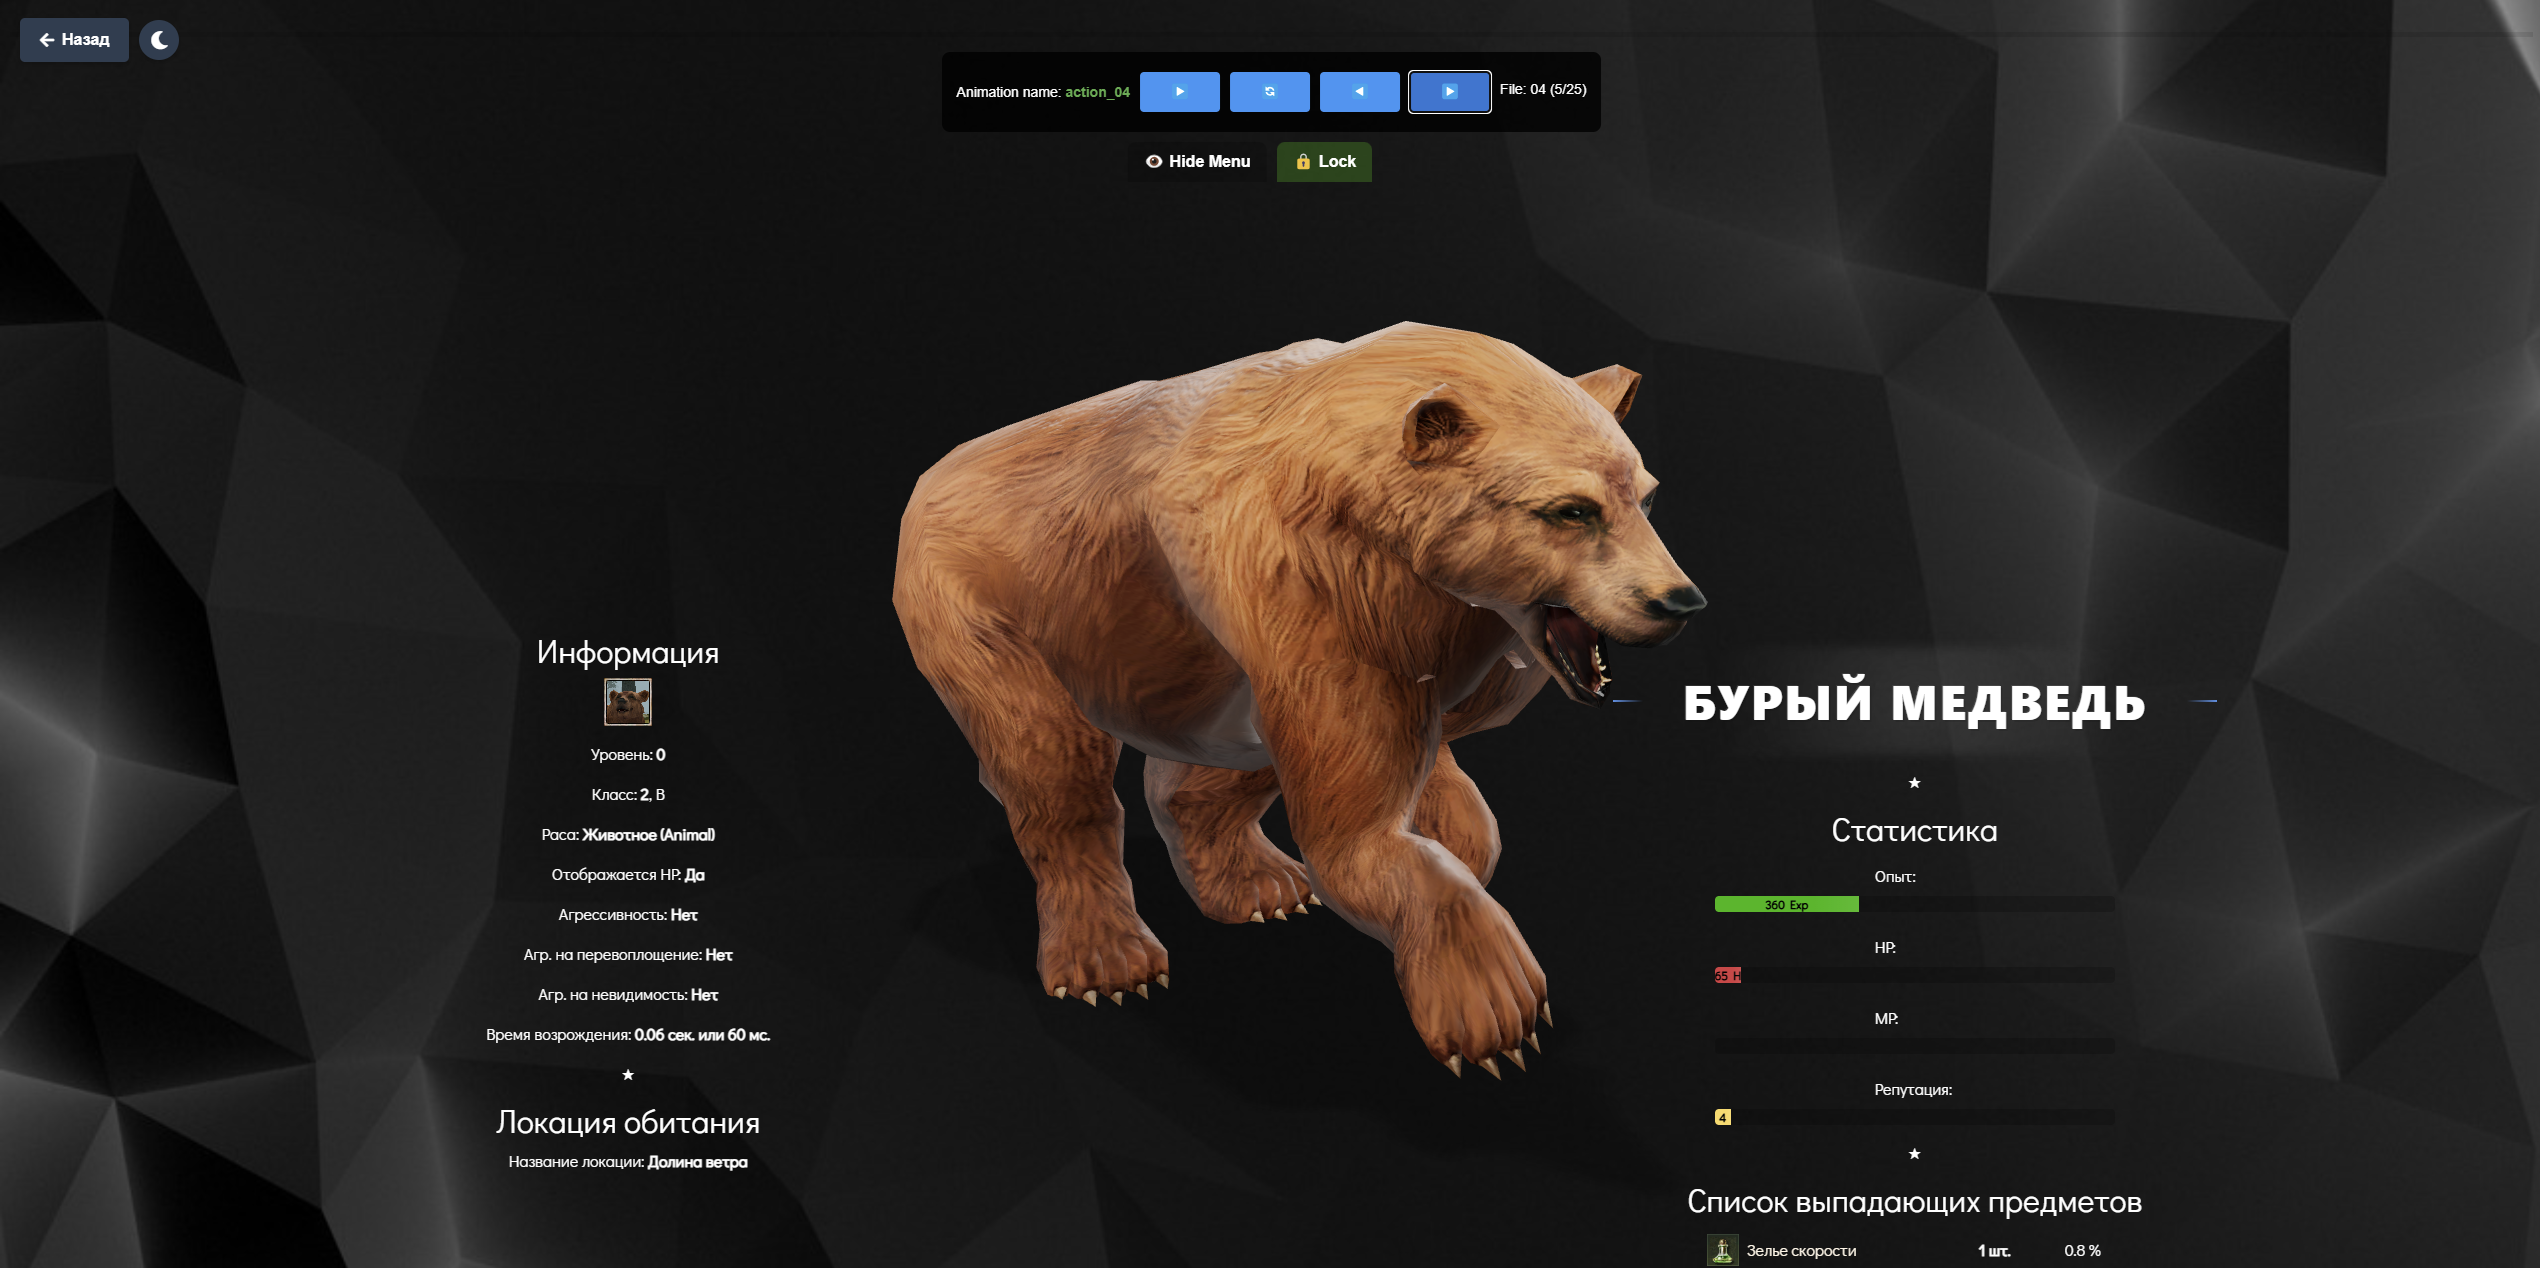 Назад
Animation name: action_04
File: 04 (5/25)
Hide Menu
Lock
Информация
Уровень: 0
Класс: 2, B
Раса: Животное (Animal)
Отображается HP: Да
Агрессивность: Нет
Агр. на перевоплощение: Нет
Агр. на невидимость: Нет
Время возрождения: 0.06 сек. или 60 мс.
Локация обитания
Название локации: Долина ветра
БУРЫЙ МЕДВЕДЬ
Статистика
Опыт:
360 Exp
HP:
65 H
MP:
Репутация:
4
Список выпадающих предметов
Зелье скорости 1 шт. 0.8 %